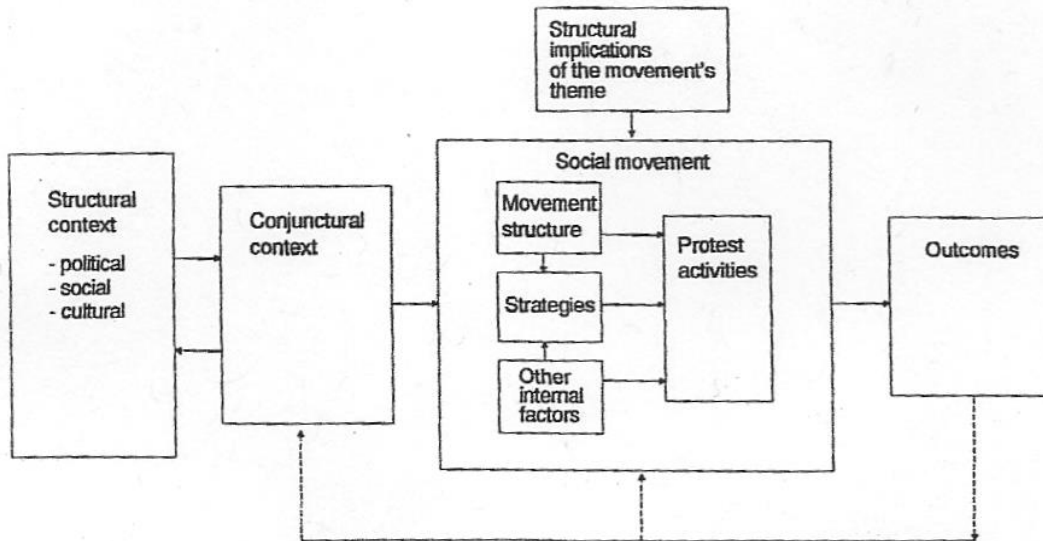 Structural
implications
of the movement's
theme
Structural
context
- political
- social
- cultural
Conjunctural
context
Social movement
Movement
structure
Strategies
Other
internal
factors
Protest
activities
Outcomes